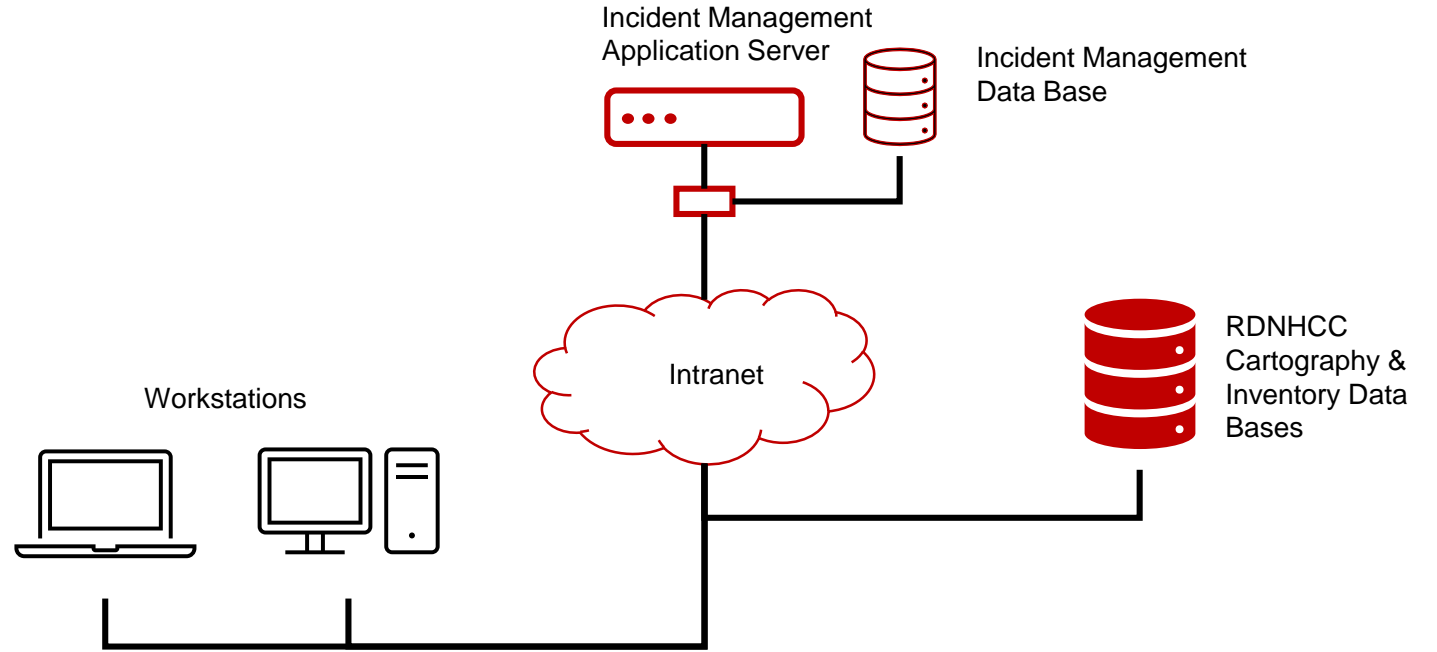 Incident Management
Application Server
Incident Management
Data Base
Intranet
RDNHCC
Cartography &
Inventory Data
Bases
Workstations